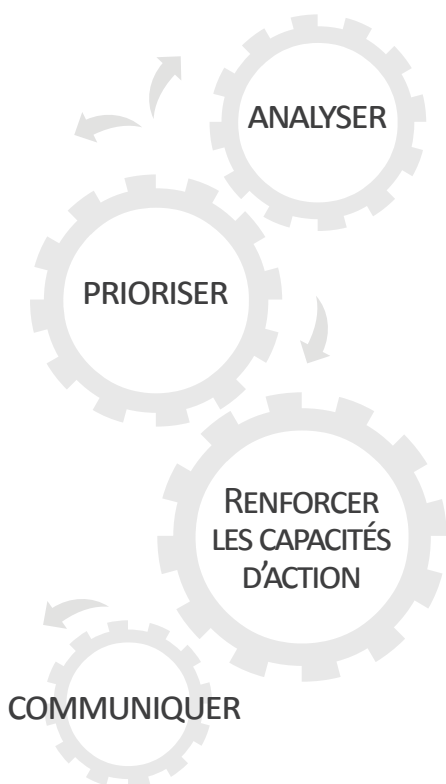 ANALYSER
PRIORISER
RENFORCER
LES CAPACITÉS
D'ACTION
COMMUNIQUER